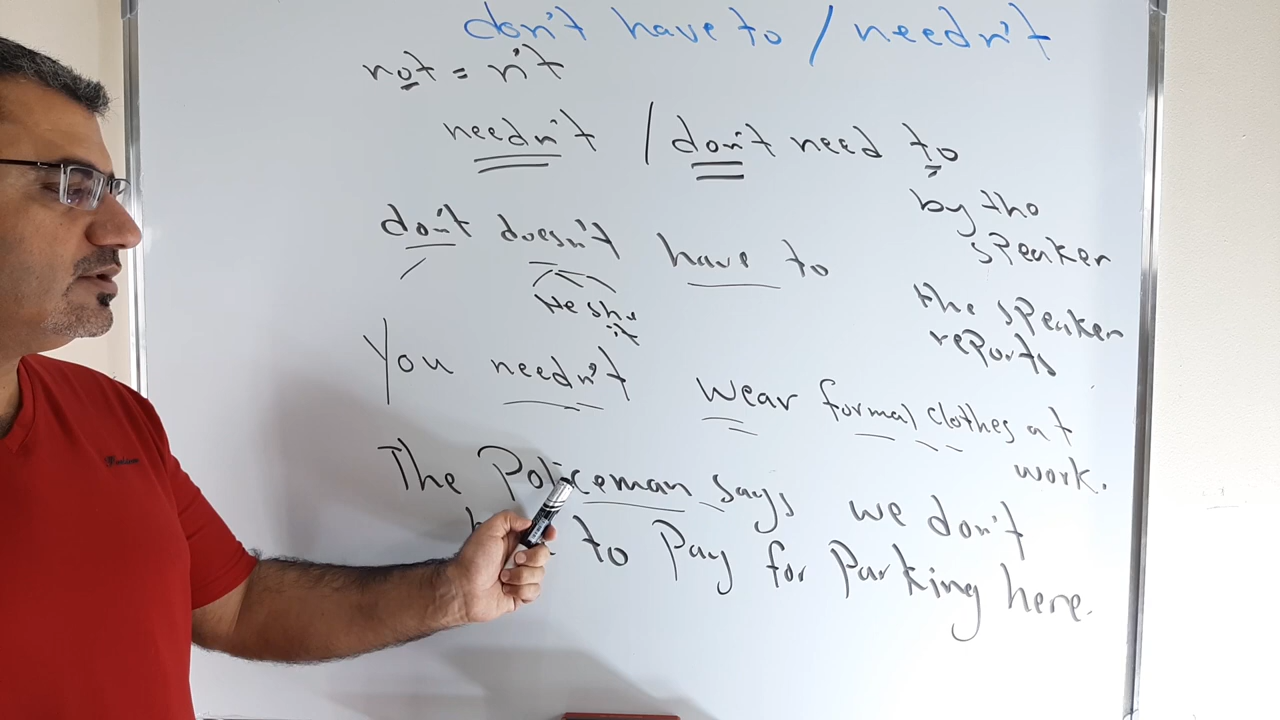 don't have to / needn't
not = n't
needn't / don't need to
by the
speaker
don't doesn't have to
He she
it
the speaker
reports
You needn't wear formal clothes at
work.
The Policeman says we don't
to Pay for Parking here.